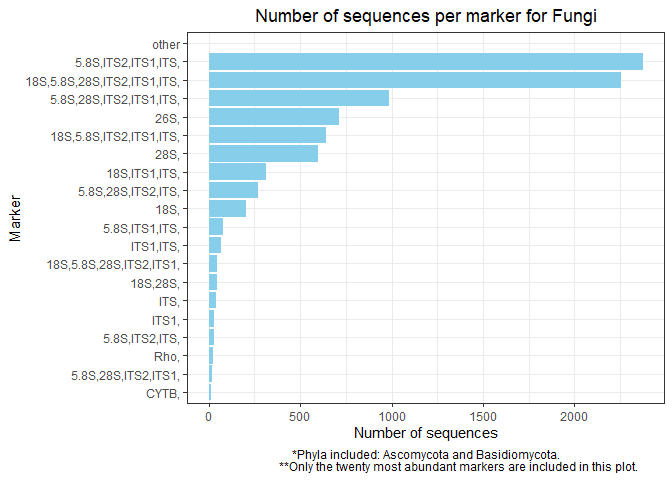 Number of sequences per marker for Fungi
other
5.8S,ITS2,ITS1,ITS,
18S,5.8S,28S,ITS2,ITS1,ITS,
5.8S,28S,ITS2,ITS1,ITS,
26S,
18S,5.8S,ITS2,ITS1,ITS,
28S,
18S,ITS1,ITS,
5.8S,28S,ITS2,ITS,
18S,
5.8S,ITS1,ITS,
ITS1,ITS,
18S,5.8S,28S,ITS2,ITS1,
18S,28S,
ITS,
ITS1,
5.8S,ITS2,ITS,
Rho,
5.8S,28S,ITS2,ITS1,
CYTB,
Marker
0 500 1000 1500 2000
Number of sequences
*Phyla included: Ascomycota and Basidiomycota.
**Only the twenty most abundant markers are included in this plot.